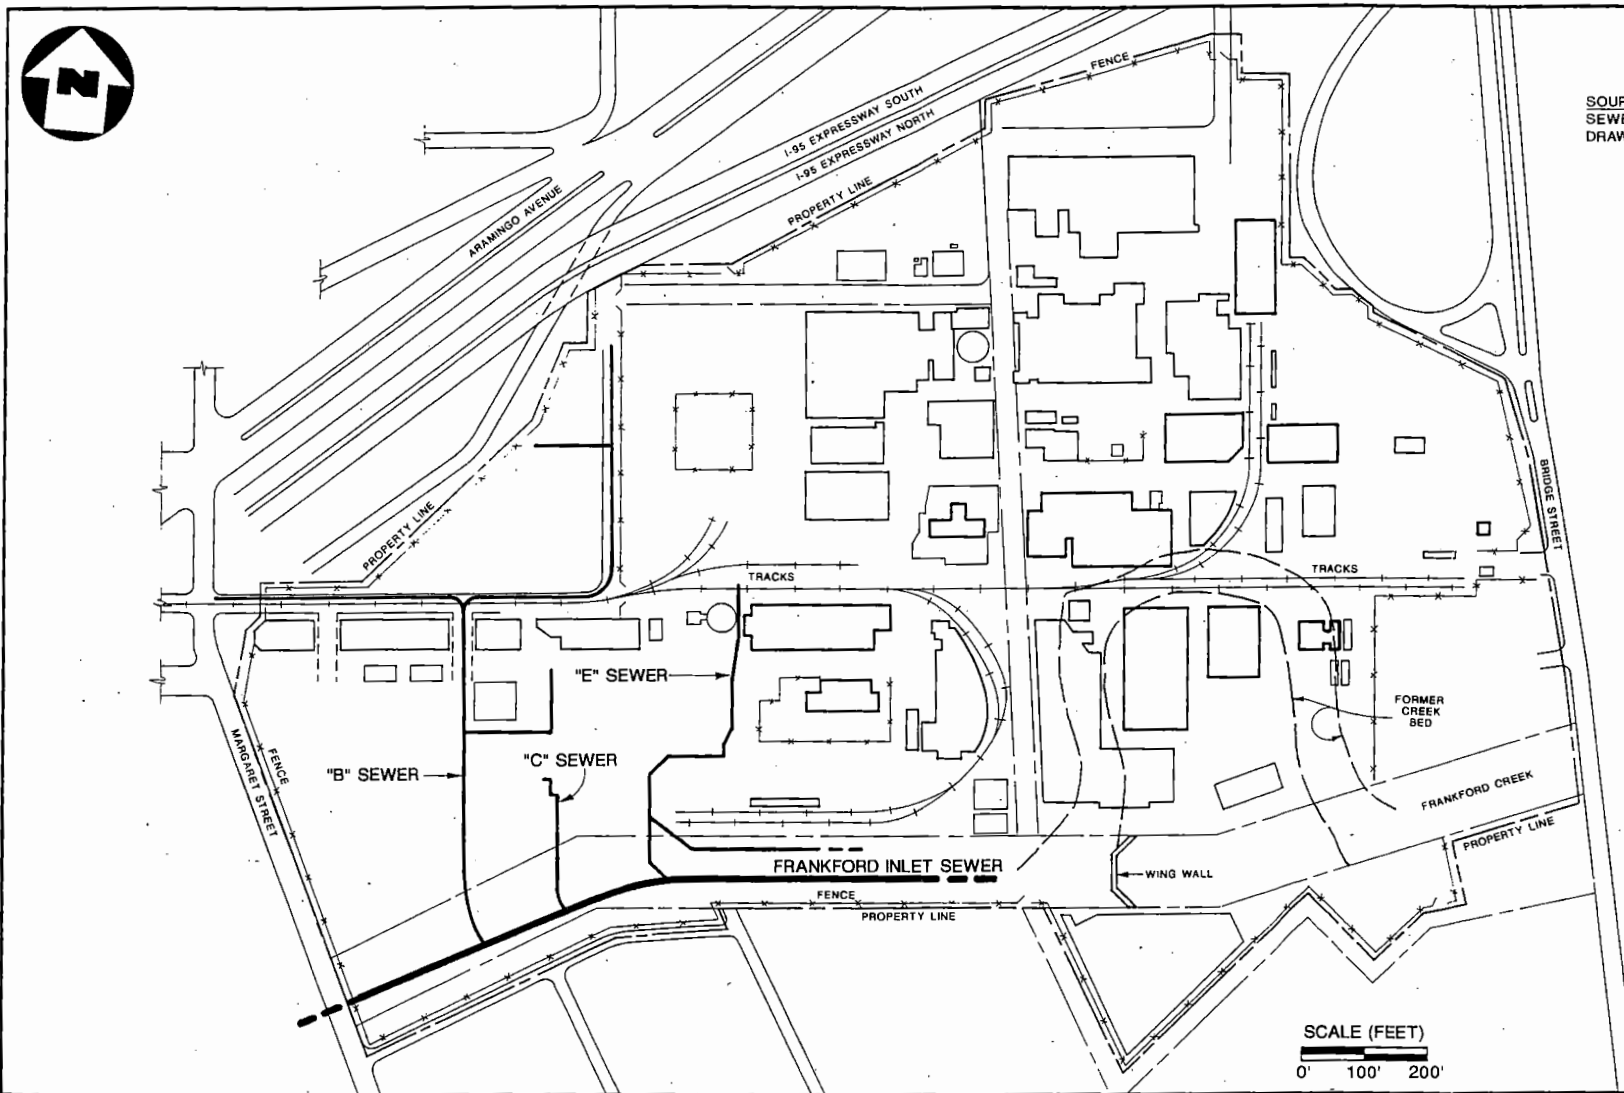 N
SOUR
SEWE
DRAW
FENCE
I-95 EXPRESSWAY SOUTH
I-95 EXPRESSWAY NORTH
PROPERTY LINE
ARAMINGO AVENUE
PROPERTY LINE
BRIDGE STREET
TRACKS
TRACKS
"E" SEWER
FORMER
CREEK
BED
"B" SEWER
"C" SEWER
FENCE
MARGARET STREET
FRANKFORD CREEK
PROPERTY LINE
FRANKFORD INLET SEWER
WING WALL
FENCE
PROPERTY LINE
SCALE (FEET)
0' 100' 200'